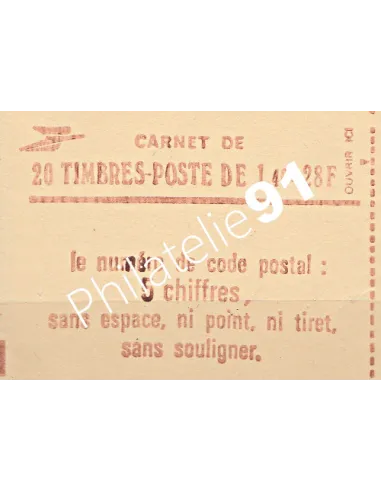 CARNET DE
20 TIMBRES-POSTE DE 1,40 28F
OUVRIR ICI
le numéro de code postal :
5 chiffres,
sans espace, ni point, ni tiret,
sans souligner.
Philatelie91